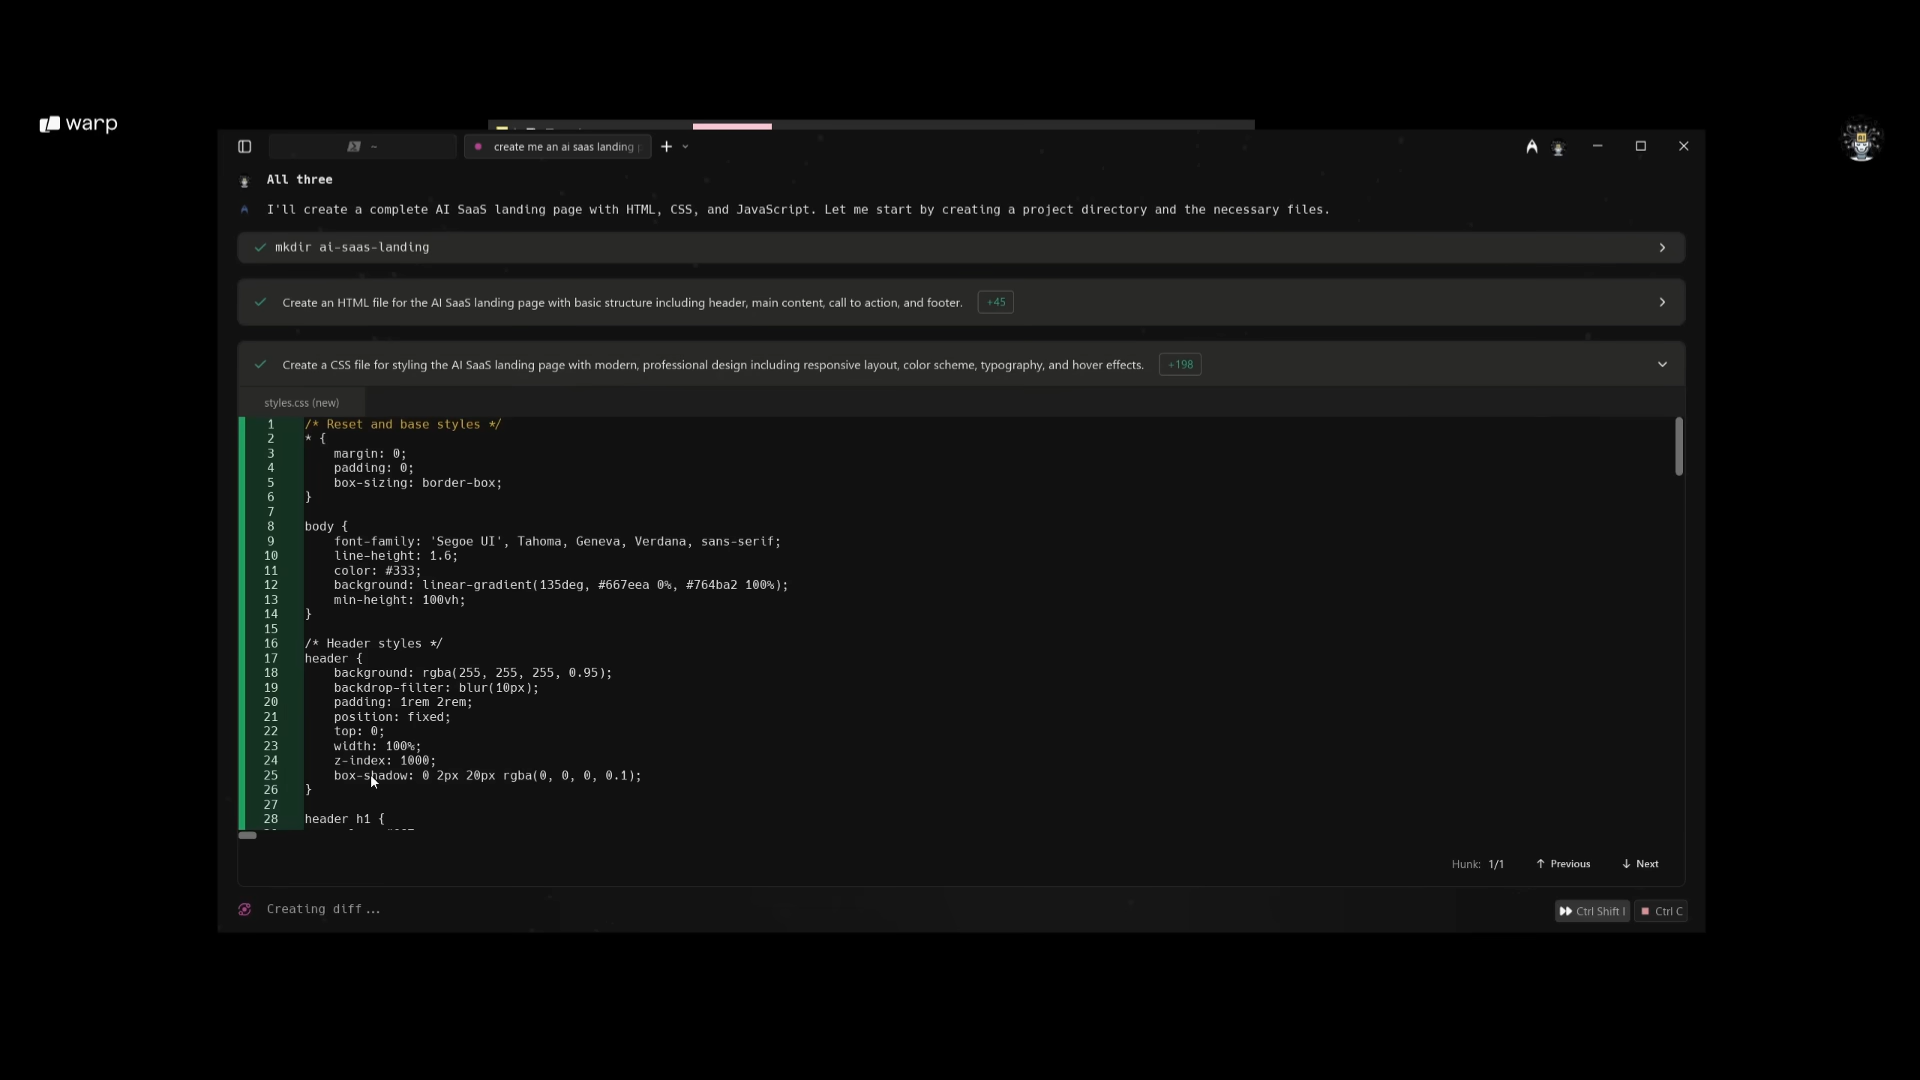 warp
~
create me an ai saas landing
All three
I'll create a complete AI SaaS landing page with HTML, CSS, and JavaScript. Let me start by creating a project directory and the necessary files.
mkdir ai-saas-landing
Create an HTML file for the AI SaaS landing page with basic structure including header, main content, call to action, and footer. +45
Create a CSS file for styling the AI SaaS landing page with modern, professional design including responsive layout, color scheme, typography, and hover effects. +198
styles.css (new)
1 /* Reset and base styles */
2 * {
3     margin: 0;
4     padding: 0;
5     box-sizing: border-box;
6 }
7
8 body {
9     font-family: 'Segoe UI', Tahoma, Geneva, Verdana, sans-serif;
10     line-height: 1.6;
11     color: #333;
12     background: linear-gradient(135deg, #667eea 0%, #764ba2 100%);
13     min-height: 100vh;
14 }
15
16 /* Header styles */
17 header {
18     background: rgba(255, 255, 255, 0.95);
19     backdrop-filter: blur(10px);
20     padding: 1rem 2rem;
21     position: fixed;
22     top: 0;
23     width: 100%;
24     z-index: 1000;
25     box-shadow: 0 2px 20px rgba(0, 0, 0, 0.1);
26 }
27
28 header h1 {
Hunk: 1/1 Previous Next
Creating diff...
Ctrl Shift I Ctrl C